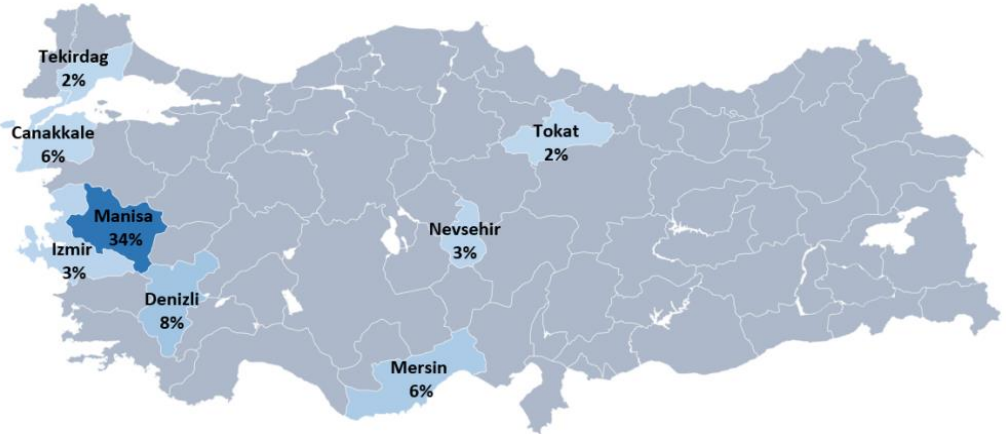 Tekirdag
2%
Canakkale
6%
Tokat
2%
Manisa
34%
Nevsehir
3%
Izmir
3%
Denizli
8%
Mersin
6%